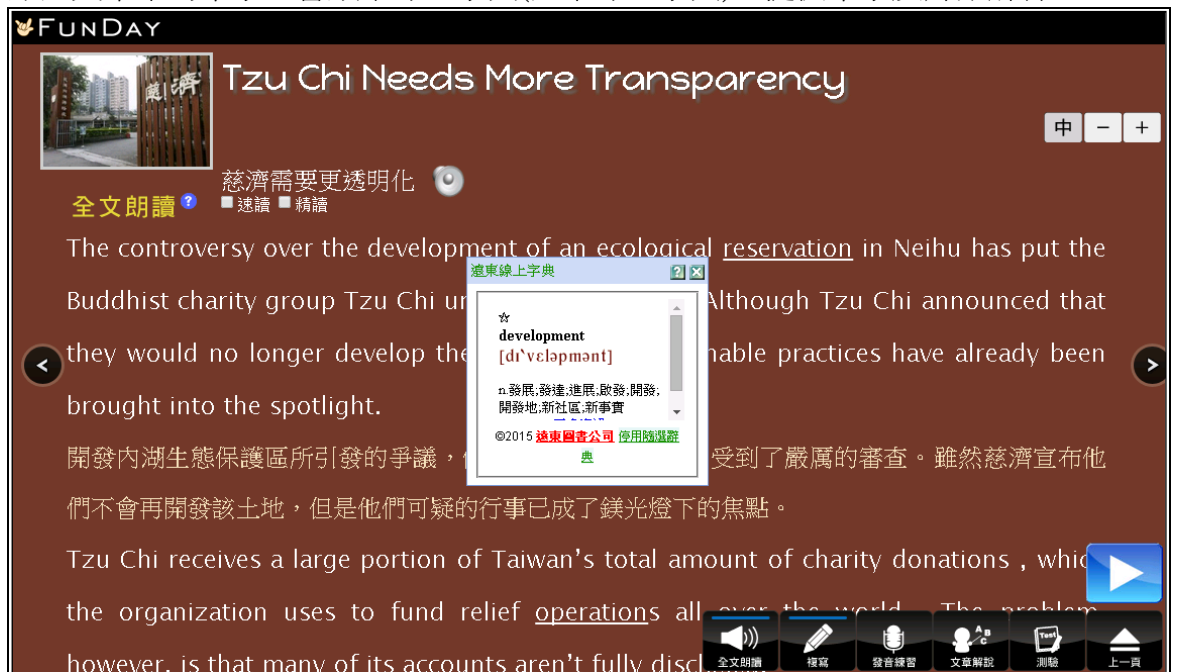 FUNDAY
Tzu Chi Needs More Transparency
中 − +
慈濟需要更透明化
全文朗讀 ? 速讀 精讀
The controversy over the development of an ecological reservation in Neihu has put the
Buddhist charity group Tzu Chi Although Tzu Chi announced that
they would no longer develop practices have already been
brought into the spotlight.
開發內湖生態保護區所引發的爭議， 受到了嚴厲的審查。雖然慈濟宣布他
們不會再開發該土地，但是他們可疑的行事已成了鎂光燈下的焦點。
Tzu Chi receives a large portion of Taiwan's total amount of charity donations ,
the organization uses to fund relief operations all over the world . The problem,
however, is that many of its accounts aren't fully
遠東線上字典
☆
development
[dɪˋvɛləpmənt]
n.發展;發達;進展;啟發;開發;
開發地;新社區;新事實
©2015 遠東圖書公司 停用隨選辭
典
全文朗讀 複寫 發音練習 文章解說 測驗 上一頁
Test
A B C